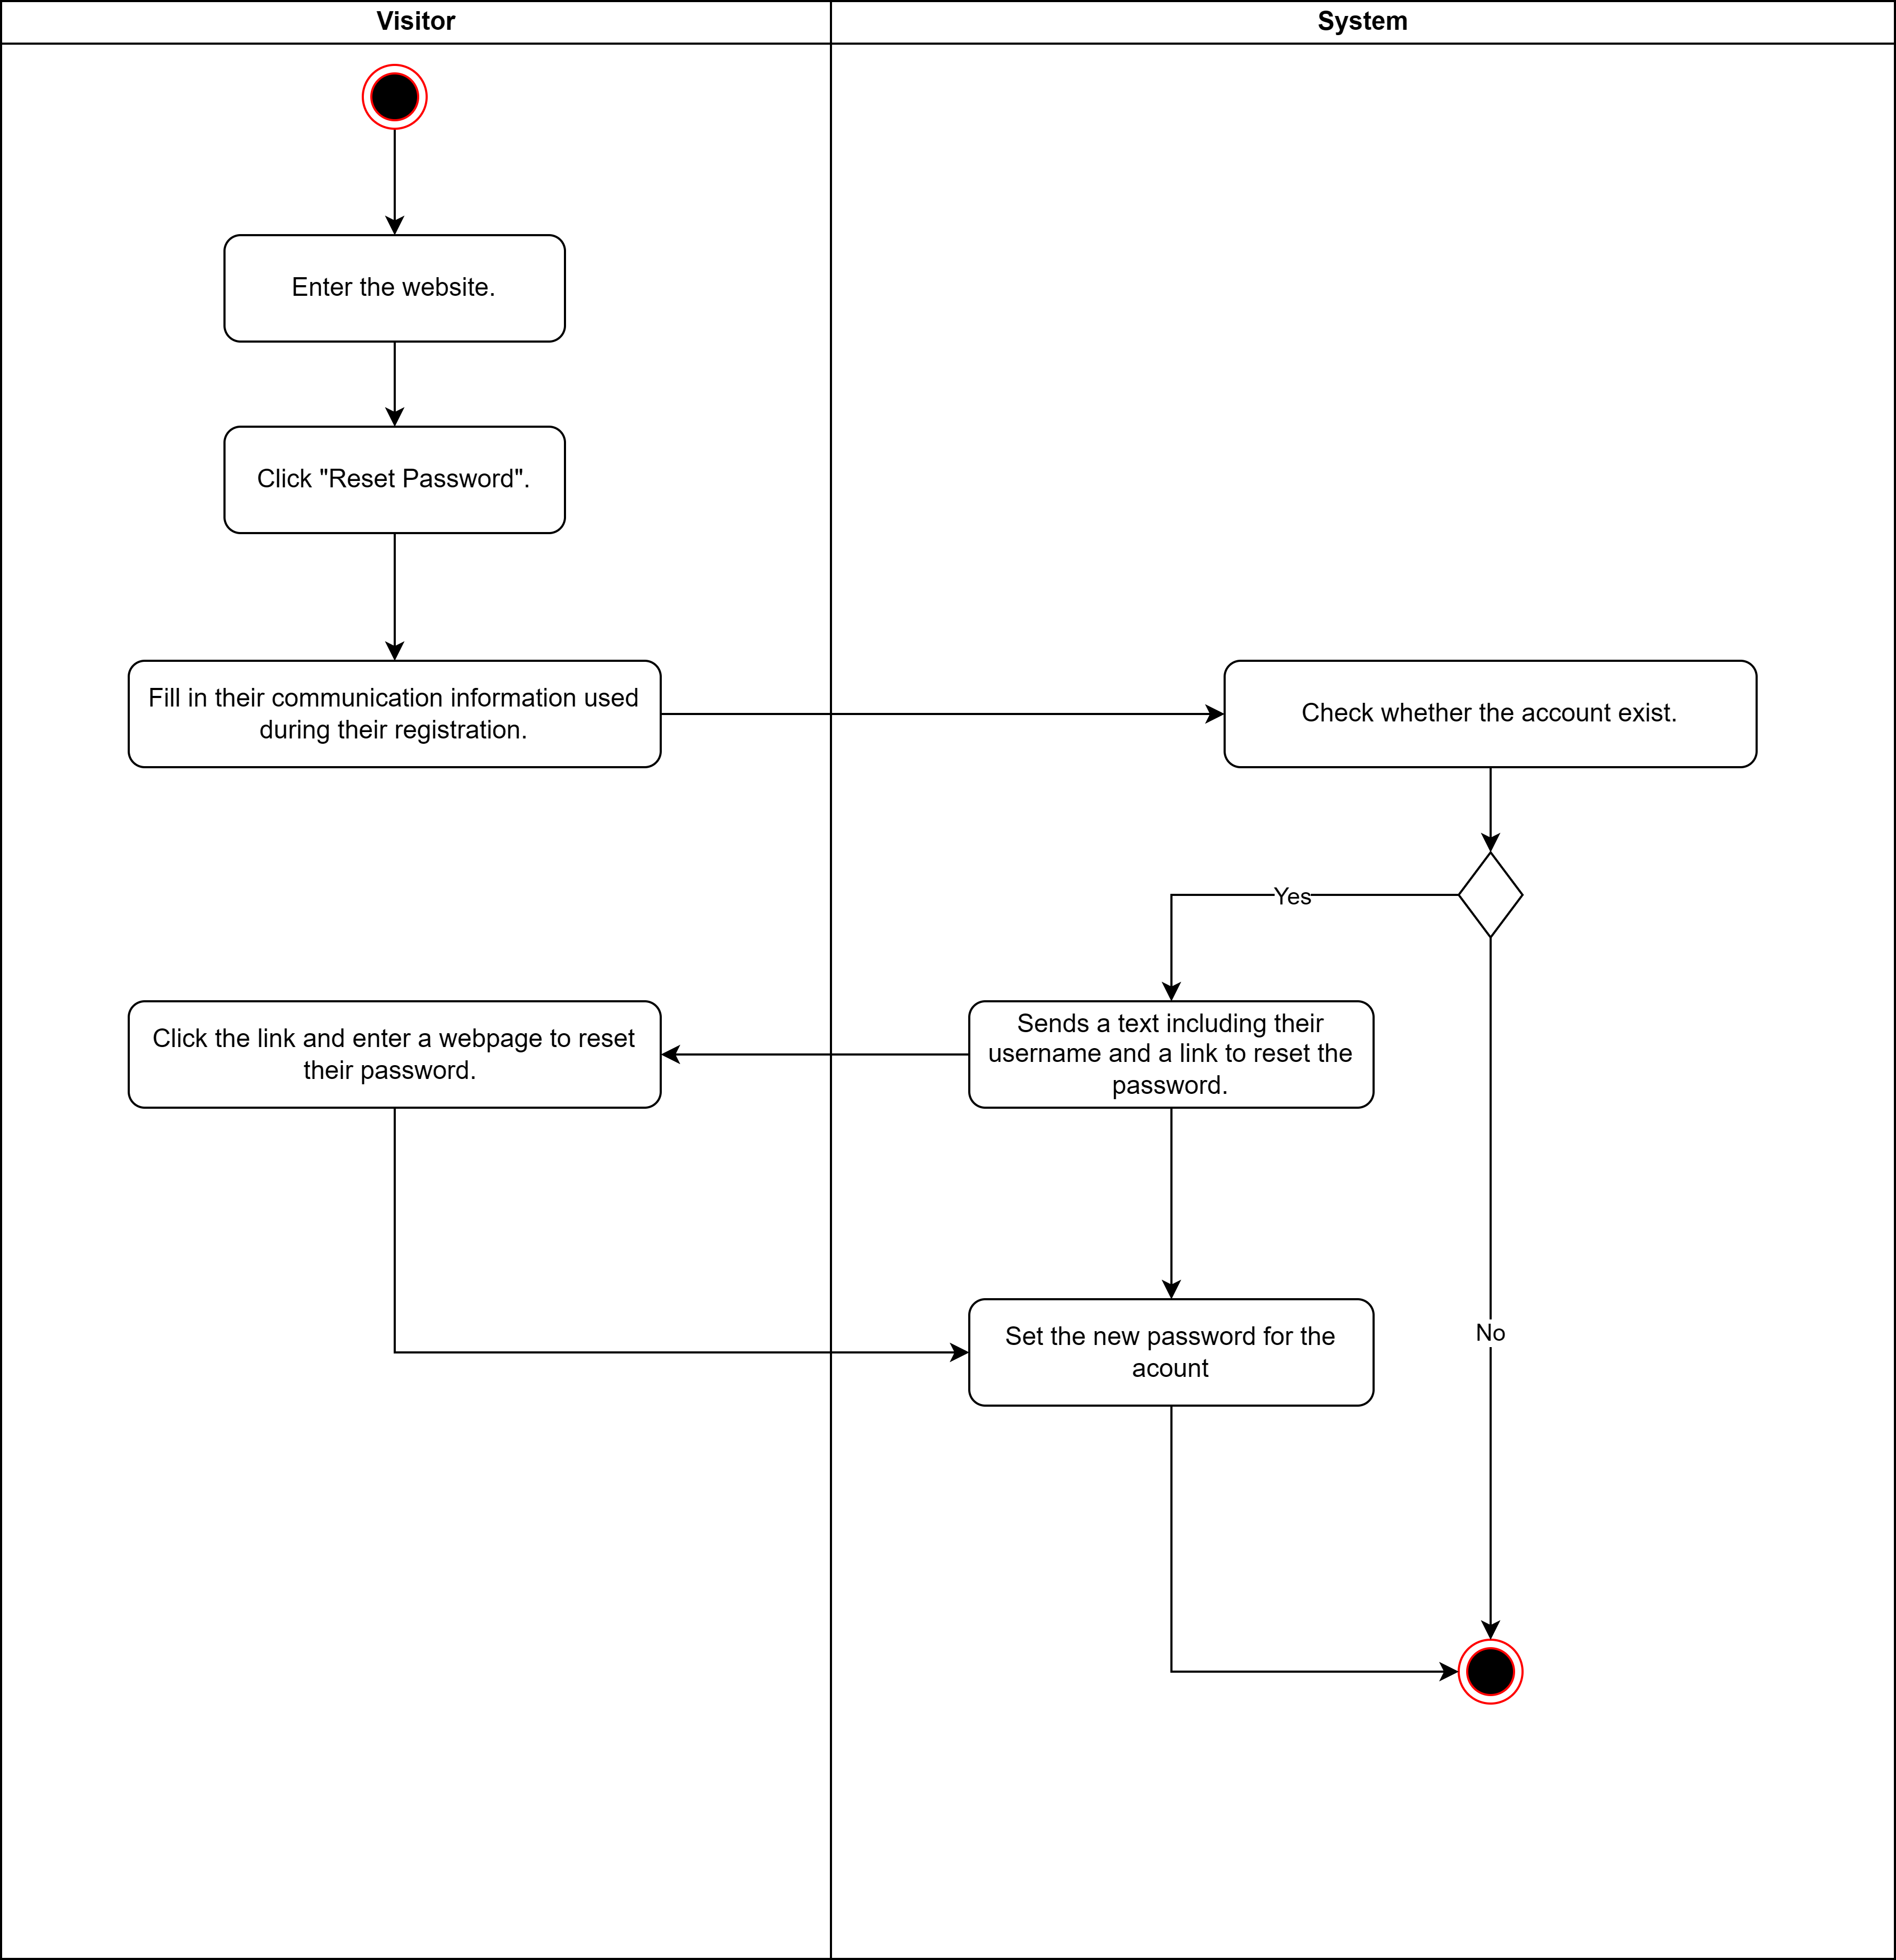 Visitor
System
Enter the website.
Click "Reset Password".
Fill in their communication information used
during their registration.
Check whether the account exist.
Yes
Click the link and enter a webpage to reset
their password.
Sends a text including their
username and a link to reset the
password.
Set the new password for the
acount
No